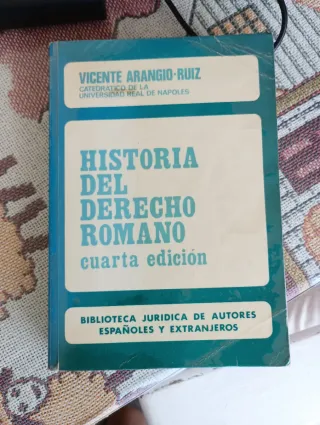 VICENTE ARANGIO-RUIZ
CATEDRATICO DE LA
UNIVERSIDAD REAL DE NAPOLES
HISTORIA
DEL
DERECHO
ROMANO
cuarta edición
BIBLIOTECA JURIDICA DE AUTORES
ESPAÑOLES Y EXTRANJEROS